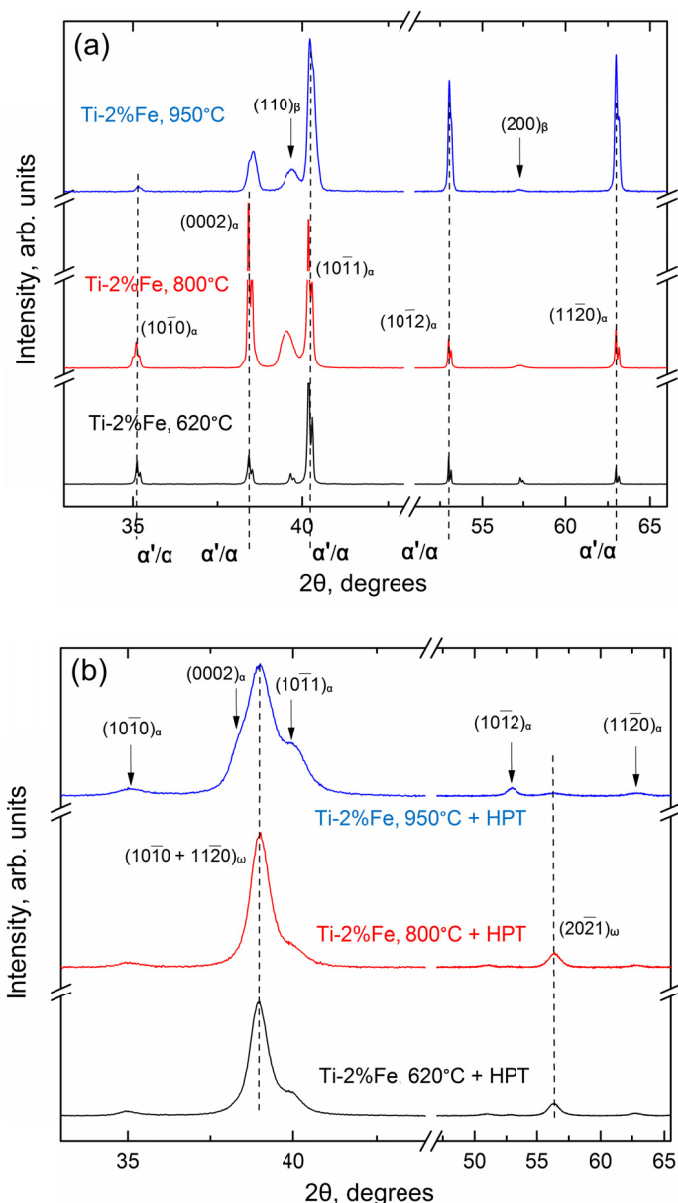 (a)
Ti-2%Fe, 950°C
(110)β
(200)β
(0002)α
Ti-2%Fe, 800°C
(101̅1)α
(101̅0)α
(101̅2)α
(112̅0)α
Ti-2%Fe, 620°C
Intensity, arb. units
35 40 55 60 65
α'/α α'/α α'/α α'/α α'/α
2θ, degrees
(b)
(0002)α
(101̅1)α
(101̅0)α
(101̅2)α
(112̅0)α
Ti-2%Fe, 950°C + HPT
(101̅0 + 112̅0)ω
Ti-2%Fe, 800°C + HPT
(202̅1)ω
Ti-2%Fe 620°C + HPT
Intensity, arb. units
35 40 50 55 60 65
2θ, degrees